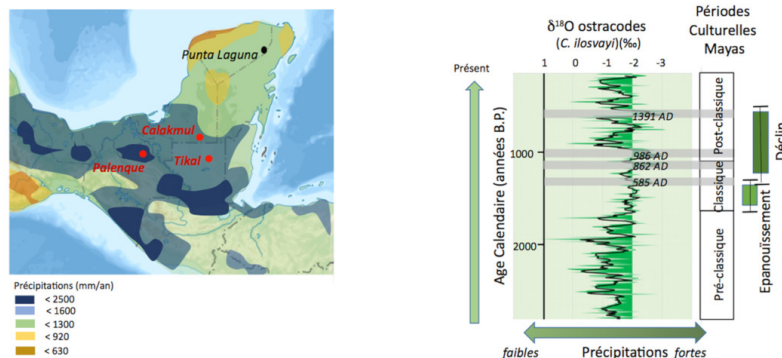 Punta Laguna
Calakmul
Palenque
Tikal
Précipitations (mm/an)
< 2500
< 1600
< 1300
< 920
< 630
δ18O ostracodes
(C. ilosvayi)(‰)
1 0 -1 -2 -3
Présent
Age Calendaire (années B.P.)
1000
2000
1391 AD
986 AD
862 AD
585 AD
faibles Précipitations fortes
Périodes
Culturelles
Mayas
Post-classique
Classique
Pré-classique
Déclin
Epanouïssement